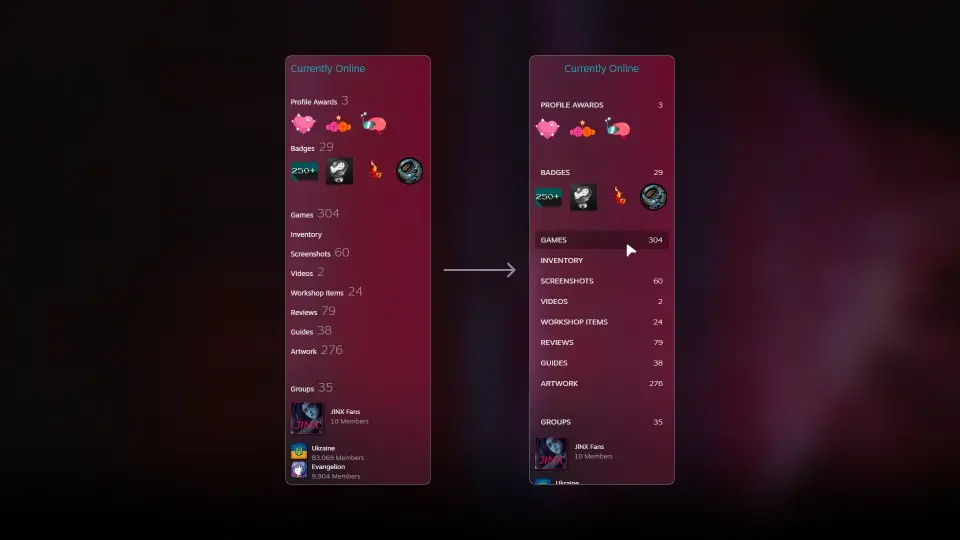 Currently Online
Profile Awards 3
Badges 29
250+
Games 304
Inventory
Screenshots 60
Videos 2
Workshop Items 24
Reviews 79
Guides 38
Artwork 276
Groups 35
JINX
JINX Fans
10 Members
Ukraine
83,069 Members
Evangelion
9,904 Members
Currently Online
PROFILE AWARDS 3
BADGES 29
250+
GAMES 304
INVENTORY
SCREENSHOTS 60
VIDEOS 2
WORKSHOP ITEMS 24
REVIEWS 79
GUIDES 38
ARTWORK 276
GROUPS 35
JINX
JINX Fans
10 Members
Ukraine